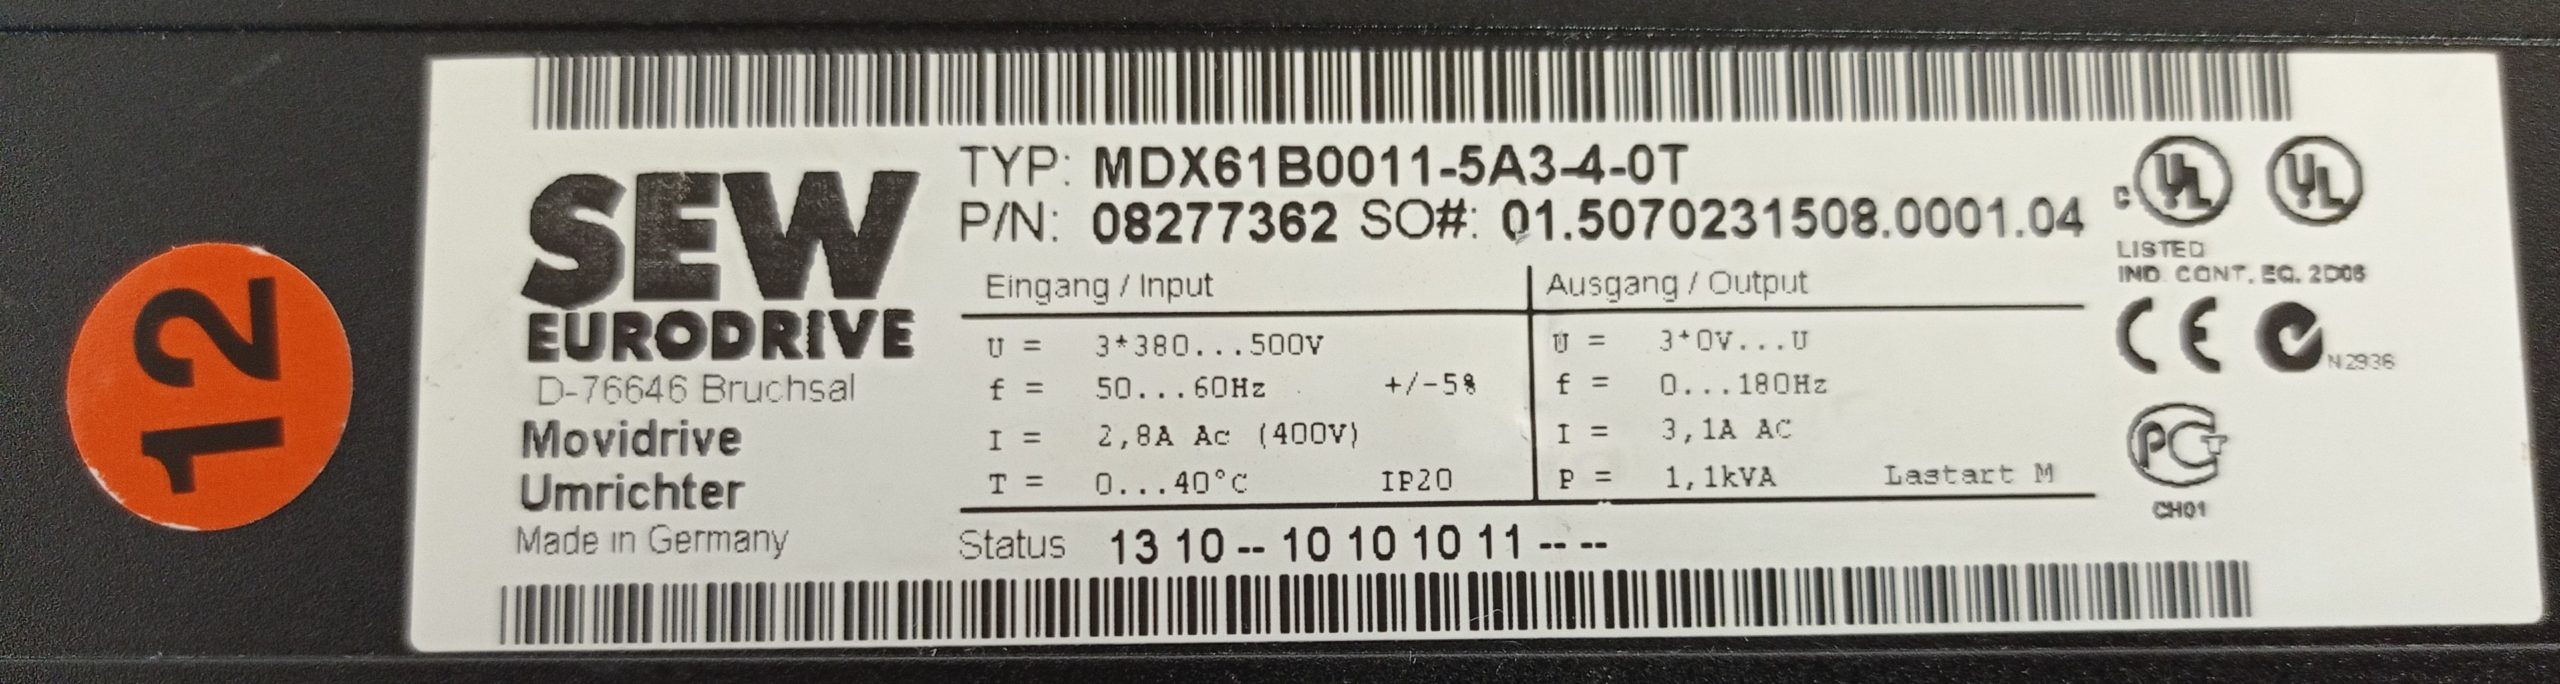 12
SEW
EURODRIVE
D-76646 Bruchsal
Movidrive
Umrichter
Made in Germany
TYP: MDX61B0011-5A3-4-0T
P/N: 08277362 SO#: 01.5070231508.0001.04
Eingang / Input
U = 3*380...500V
f = 50...60Hz +/-5%
I = 2,8A Ac (400V)
T = 0...40°C IP20
Ausgang / Output
U = 3*0V...U
f = 0...180Hz
I = 3,1A AC
P = 1,1kVA Lastart M
Status 13 10 -- 10 10 10 11 -- --
C UL UL
LISTED
IND. CONT. EQ. 2D06
CE N2936
PCT
CH01